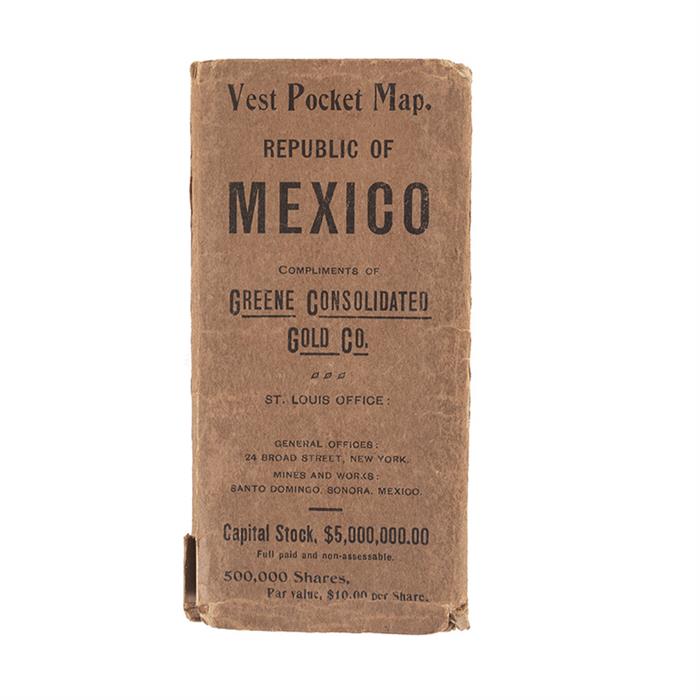 Vest Pocket Map.
REPUBLIC OF
MEXICO
COMPLIMENTS OF
GREENE CONSOLIDATED
GOLD CO.
ST. LOUIS OFFICE:
GENERAL OFFICES:
24 BROAD STREET, NEW YORK.
MINES AND WORKS:
SANTO DOMINGO, SONORA, MEXICO.
Capital Stock, $5,000,000.00
Full paid and non-assessable.
500,000 Shares,
Par value, $10.00 per Share.